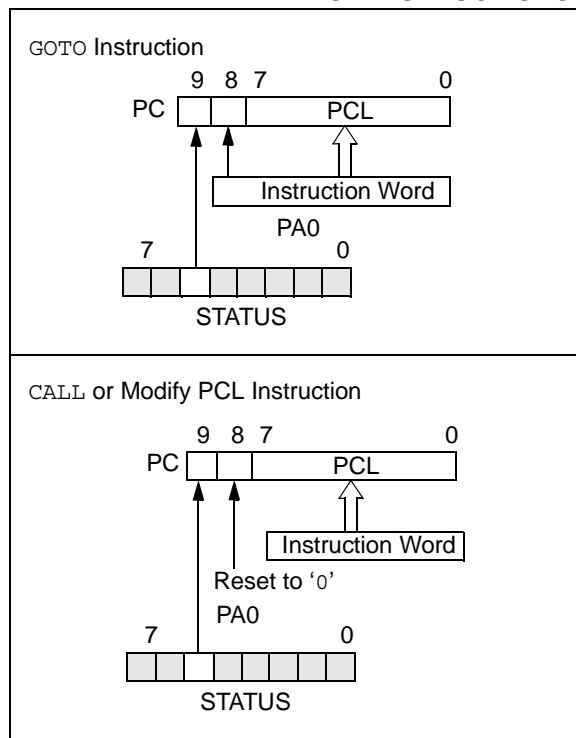 GOTO Instruction
9 8 7 0
PC PCL
Instruction Word
PA0
7 0
STATUS
CALL or Modify PCL Instruction
9 8 7 0
PC PCL
Instruction Word
Reset to ‘0’
PA0
7 0
STATUS